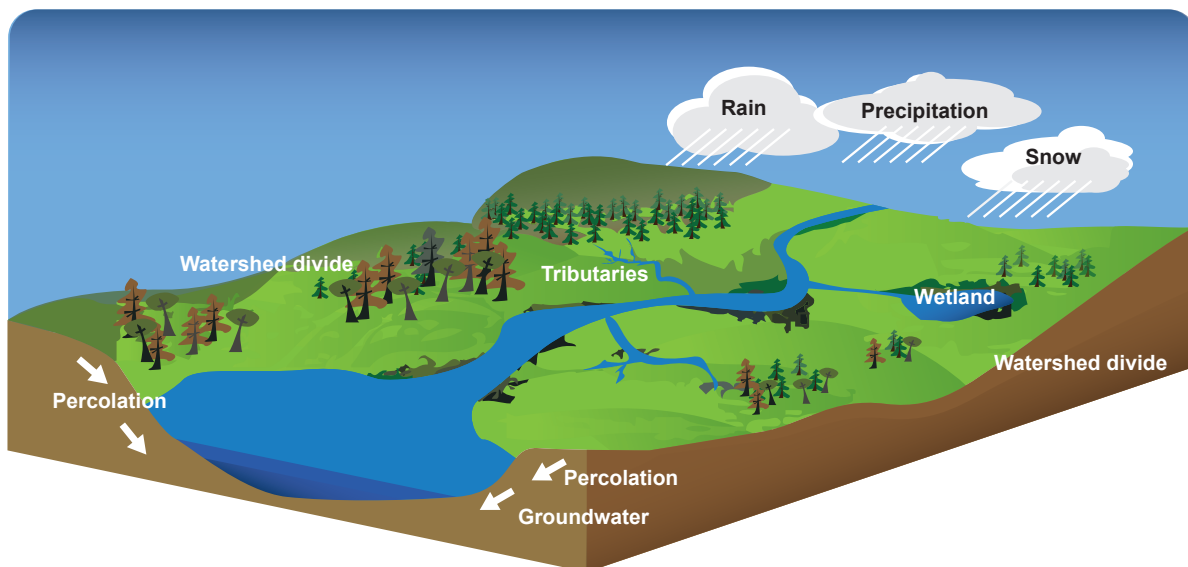 Rain
Precipitation
Snow
Watershed divide
Tributaries
Wetland
Watershed divide
Percolation
Percolation
Groundwater